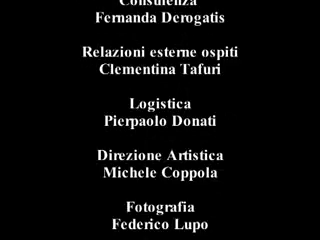 Consulenza
Fernanda Derogatis
Relazioni esterne ospiti
Clementina Tafuri
Logistica
Pierpaolo Donati
Direzione Artistica
Michele Coppola
Fotografia
Federico Lupo